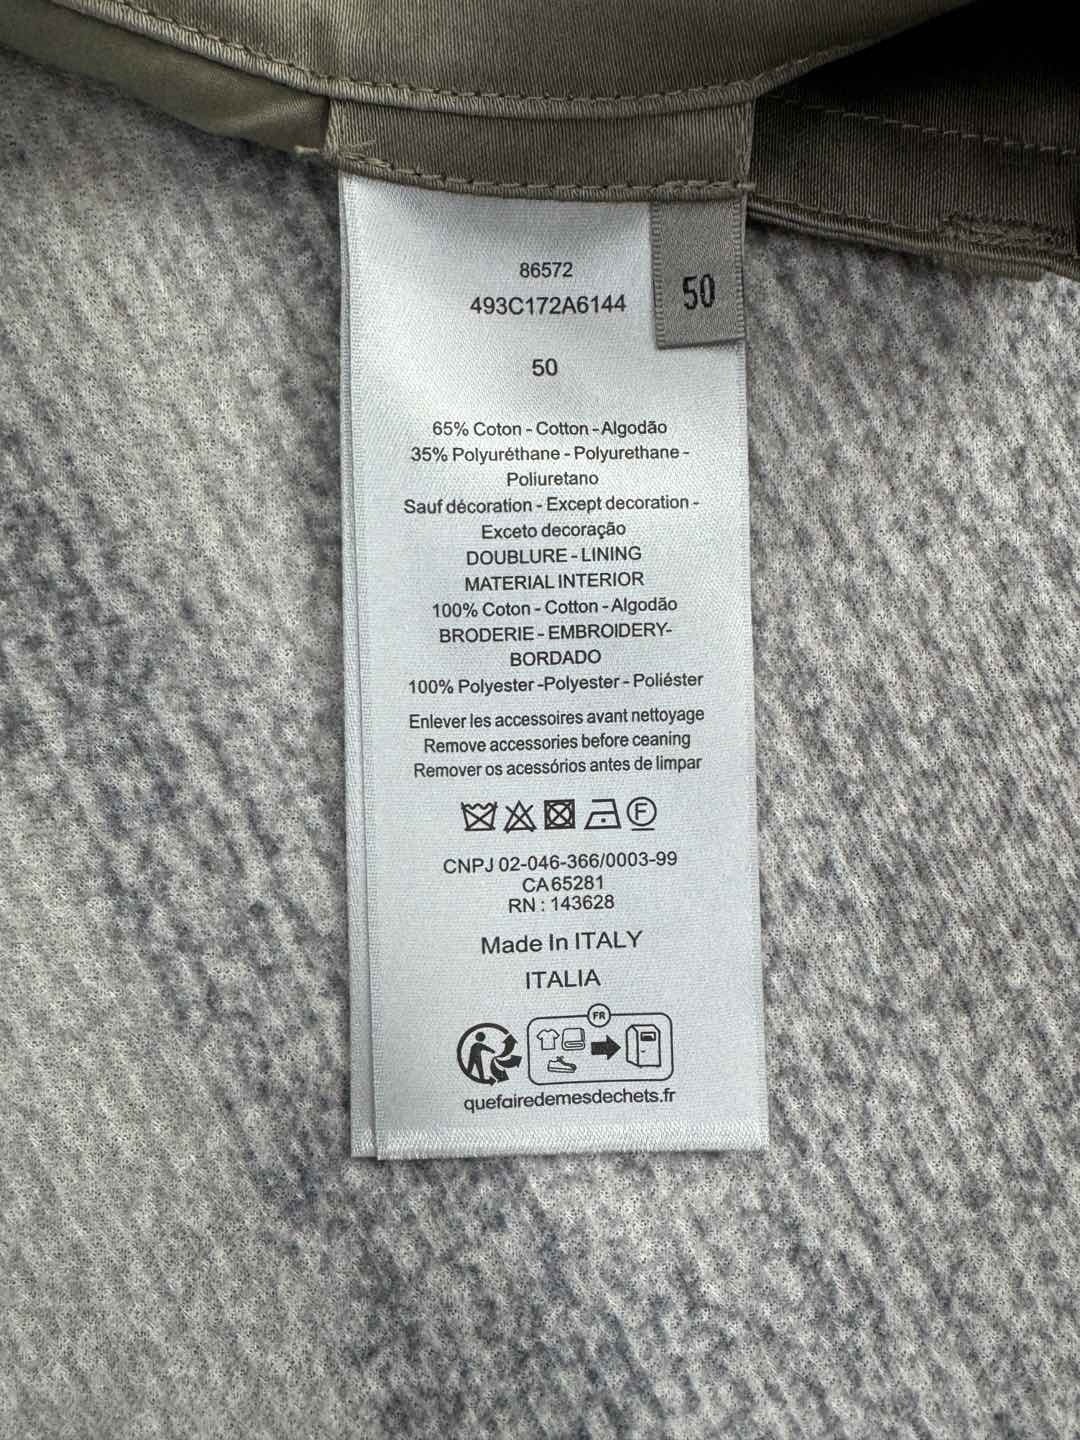 86572
50
493C172A6144
50
65% Coton - Cotton - Algodão
35% Polyuréthane - Polyurethane -
Poliuretano
Sauf décoration - Except decoration -
Exceto decoração
DOUBLURE - LINING
MATERIAL INTERIOR
100% Coton - Cotton - Algodão
BRODERIE - EMBROIDERY-
BORDADO
100% Polyester -Polyester - Poliéster
Enlever les accessoires avant nettoyage
Remove accessories before ceaning
Remover os acessórios antes de limpar
F
CNPJ 02-046-366/0003-99
CA 65281
RN : 143628
Made In ITALY
ITALIA
FR
quefairedemesdechets.fr